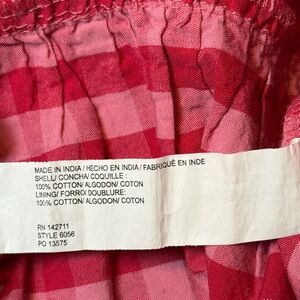 MADE IN INDIA / HECHO EN INDIA / FABRIQUÉ EN INDE
SHELL/ CONCHA/ COQUILLE :
100% COTTON/ ALGODON/ COTON
LINING/ FORRO/ DOUBLURE:
100% COTTON/ ALGODON/ COTON
RN 142711
STYLE 6056
PO 13575